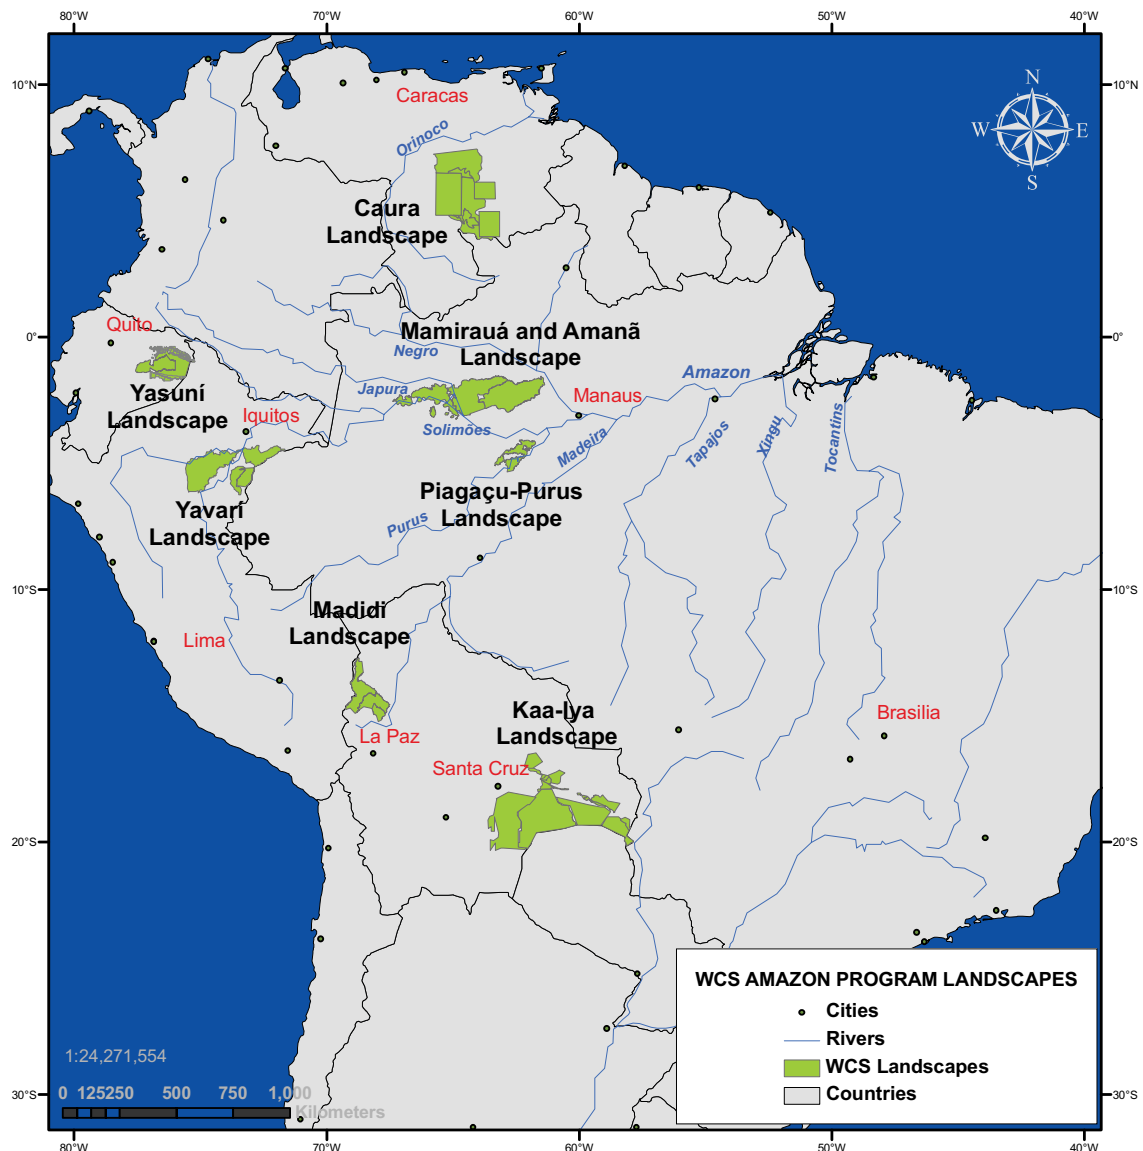 80°W 70°W 60°W 50°W 40°W
10°N 10°N
N
W E
S
Caracas
Orinoco
Caura
Landscape
0° 0°
Quito
Mamirauá and Amanã
Landscape
Negro
Amazon
Japura
Manaus
Yasuní
Landscape
Iquitos
Solimões
Madeira
Tapajos
Xingu
Tocantins
Piagaçu-Purus
Landscape
Yavarí
Landscape
Purus
10°S 10°S
Madidi
Landscape
Lima
Kaa-Iya
Landscape
Brasilia
La Paz
Santa Cruz
20°S 20°S
WCS AMAZON PROGRAM LANDSCAPES
Cities
Rivers
WCS Landscapes
Countries
1:24,271,554
0 125 250 500 750 1,000
Kilometers
30°S 30°S
80°W 70°W 60°W 50°W 40°W